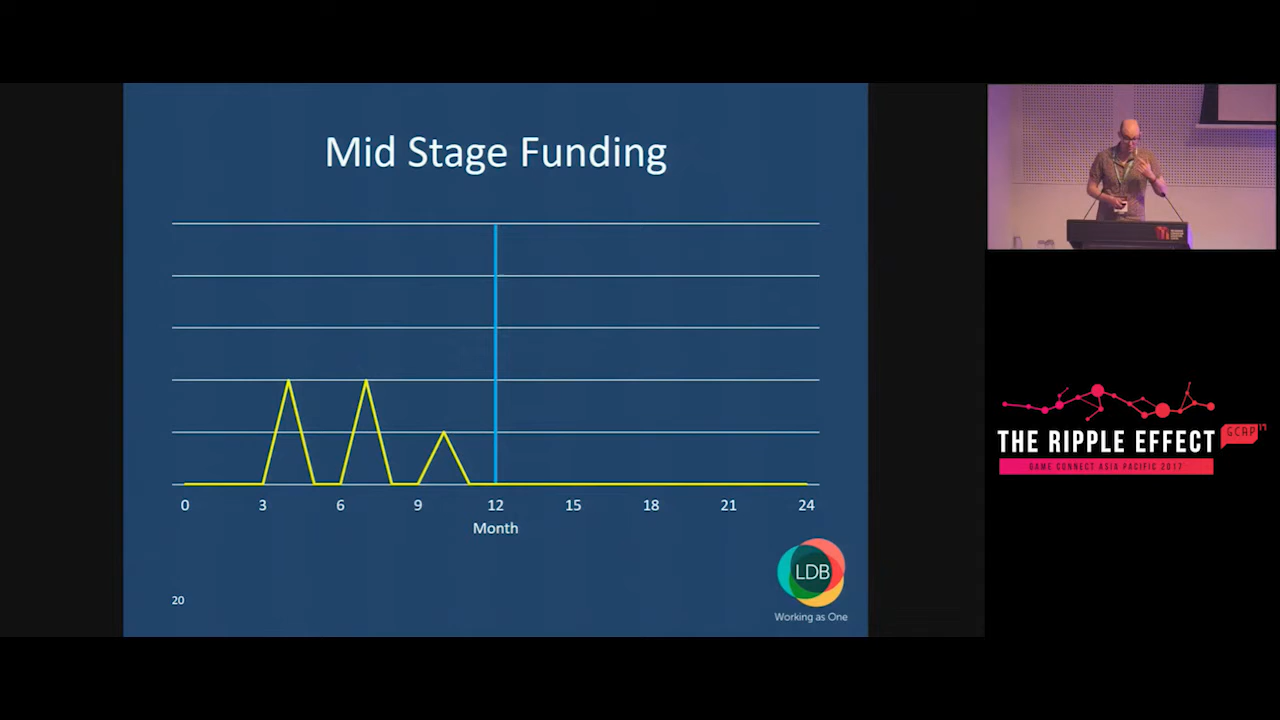 Mid Stage Funding
0 3 6 9 12 15 18 21 24
Month
LDB
Working as One
20
THE RIPPLE EFFECT
GCAP 17
GAME CONNECT ASIA PACIFIC 2017